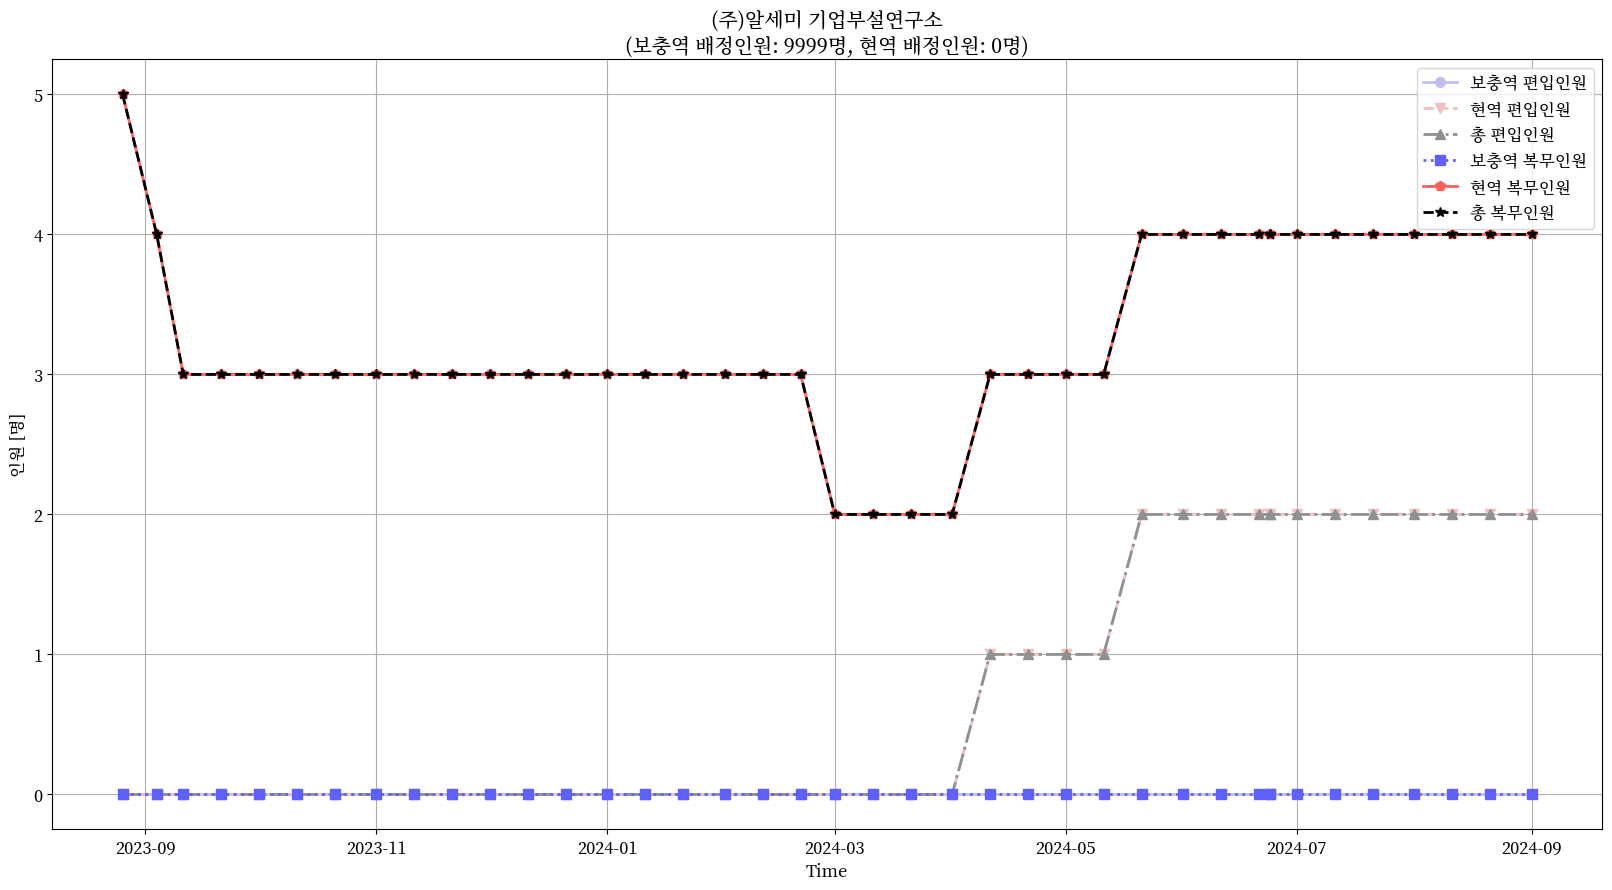 (주)알세미 기업부설연구소
(보충역 배정인원: 9999명, 현역 배정인원: 0명)
보충역 편입인원
현역 편입인원
총 편입인원
보충역 복무인원
현역 복무인원
총 복무인원
인원 [명]
5
4
3
2
1
0
2023-09
2023-11
2024-01
2024-03
2024-05
2024-07
2024-09
Time